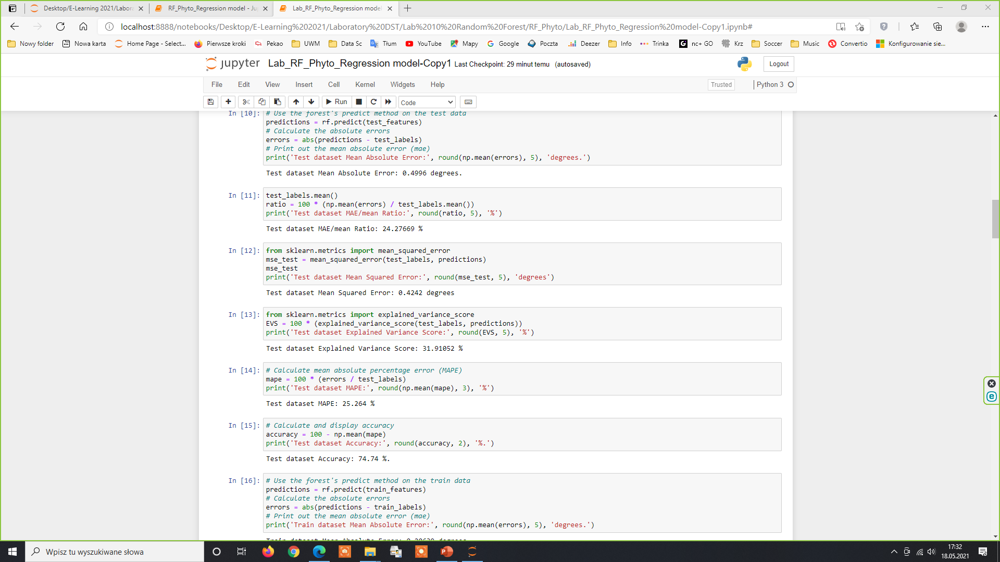 Desktop/E-Learning 2021/Labora
RF_Phyto_Regression model - Ju
Lab_RF_Phyto_Regression model
localhost:8888/notebooks/Desktop/E-Learning%202021/Laboratory%20DST/Lab%2010%20Random%20Forest/RF_Phyto/Lab_RF_Phyto_Regression%20model-Copy1.ipynb#
Nowy folder
Nowa karta
Home Page - Select...
Pierwsze kroki
Pekao
UWM
Data Sc
Tłum
YouTube
Mapy
Google
Poczta
Deezer
Info
Trinka
nc+ GO
Krz
Soccer
Music
Convertio
Konfigurowanie sie...
jupyter Lab_RF_Phyto_Regression model-Copy1 Last Checkpoint: 29 minut temu (autosaved)
Logout
File Edit View Insert Cell Kernel Widgets Help
Trusted
Python 3
Run
Code
In [10]: # Use the forest's predict method on the test data
predictions = rf.predict(test_features)
# Calculate the absolute errors
errors = abs(predictions - test_labels)
# Print out the mean absolute error (mae)
print('Test dataset Mean Absolute Error:', round(np.mean(errors), 5), 'degrees.')
Test dataset Mean Absolute Error: 0.4996 degrees.
In [11]: test_labels.mean()
ratio = 100 * (np.mean(errors) / test_labels.mean())
print('Test dataset MAE/mean Ratio:', round(ratio, 5), '%')
Test dataset MAE/mean Ratio: 24.27669 %
In [12]: from sklearn.metrics import mean_squared_error
mse_test = mean_squared_error(test_labels, predictions)
mse_test
print('Test dataset Mean Squared Error:', round(mse_test, 5), 'degrees')
Test dataset Mean Squared Error: 0.4242 degrees
In [13]: from sklearn.metrics import explained_variance_score
EVS = 100 * (explained_variance_score(test_labels, predictions))
print('Test dataset Explained Variance Score:', round(EVS, 5), '%')
Test dataset Explained Variance Score: 31.91052 %
In [14]: # Calculate mean absolute percentage error (MAPE)
mape = 100 * (errors / test_labels)
print('Test dataset MAPE:', round(np.mean(mape), 3), '%')
Test dataset MAPE: 25.264 %
In [15]: # Calculate and display accuracy
accuracy = 100 - np.mean(mape)
print('Test dataset Accuracy:', round(accuracy, 2), '%.')
Test dataset Accuracy: 74.74 %.
In [16]: # Use the forest's predict method on the train data
predictions = rf.predict(train_features)
# Calculate the absolute errors
errors = abs(predictions - train_labels)
# Print out the mean absolute error (mae)
print('Train dataset Mean Absolute Error:', round(np.mean(errors), 5), 'degrees.')
Wpisz tu wyszukiwane słowa
17:32
18.05.2021